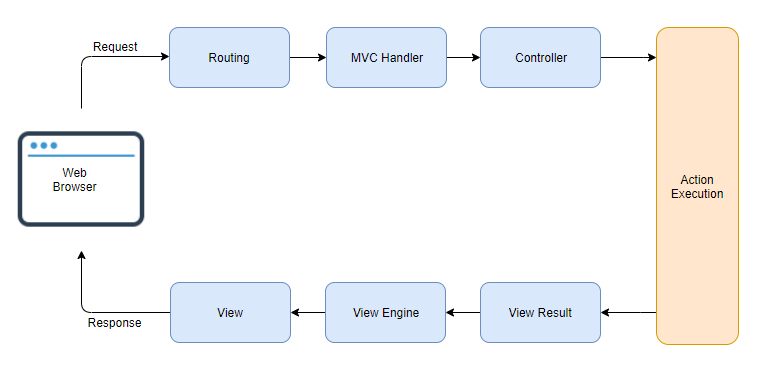 Request
Routing
MVC Handler
Controller
Web
Browser
Action
Execution
Response
View
View Engine
View Result